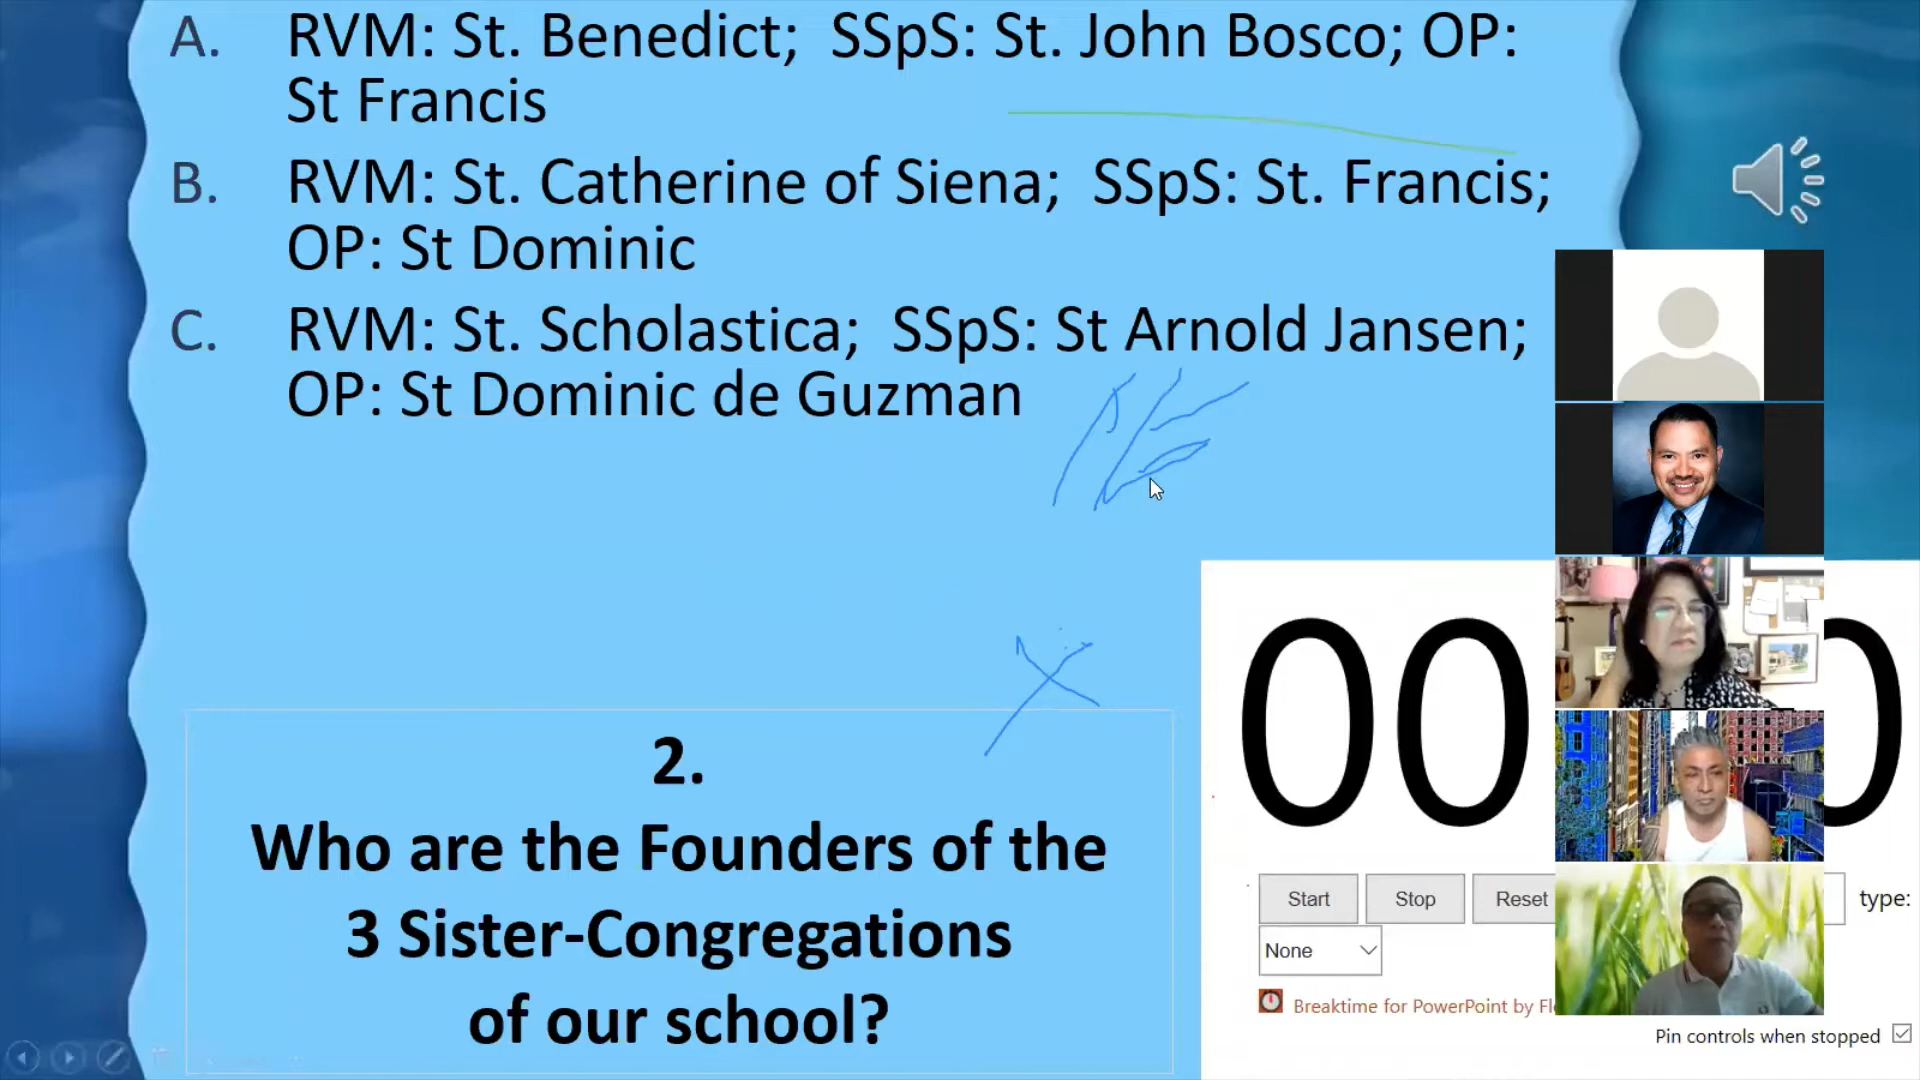 A. RVM: St. Benedict; SSpS: St. John Bosco; OP:
St Francis
B. RVM: St. Catherine of Siena; SSpS: St. Francis;
OP: St Dominic
C. RVM: St. Scholastica; SSpS: St Arnold Jansen;
OP: St Dominic de Guzman
2.
Who are the Founders of the
3 Sister-Congregations
of our school?
00
0
Start Stop Reset
type:
None
Breaktime for PowerPoint by
Pin controls when stopped